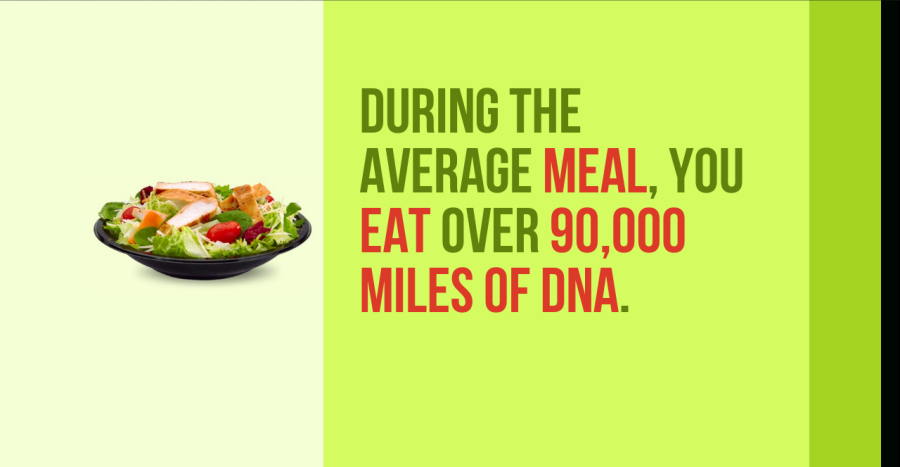 DURING THE
AVERAGE MEAL, YOU
EAT OVER 90,000
MILES OF DNA.